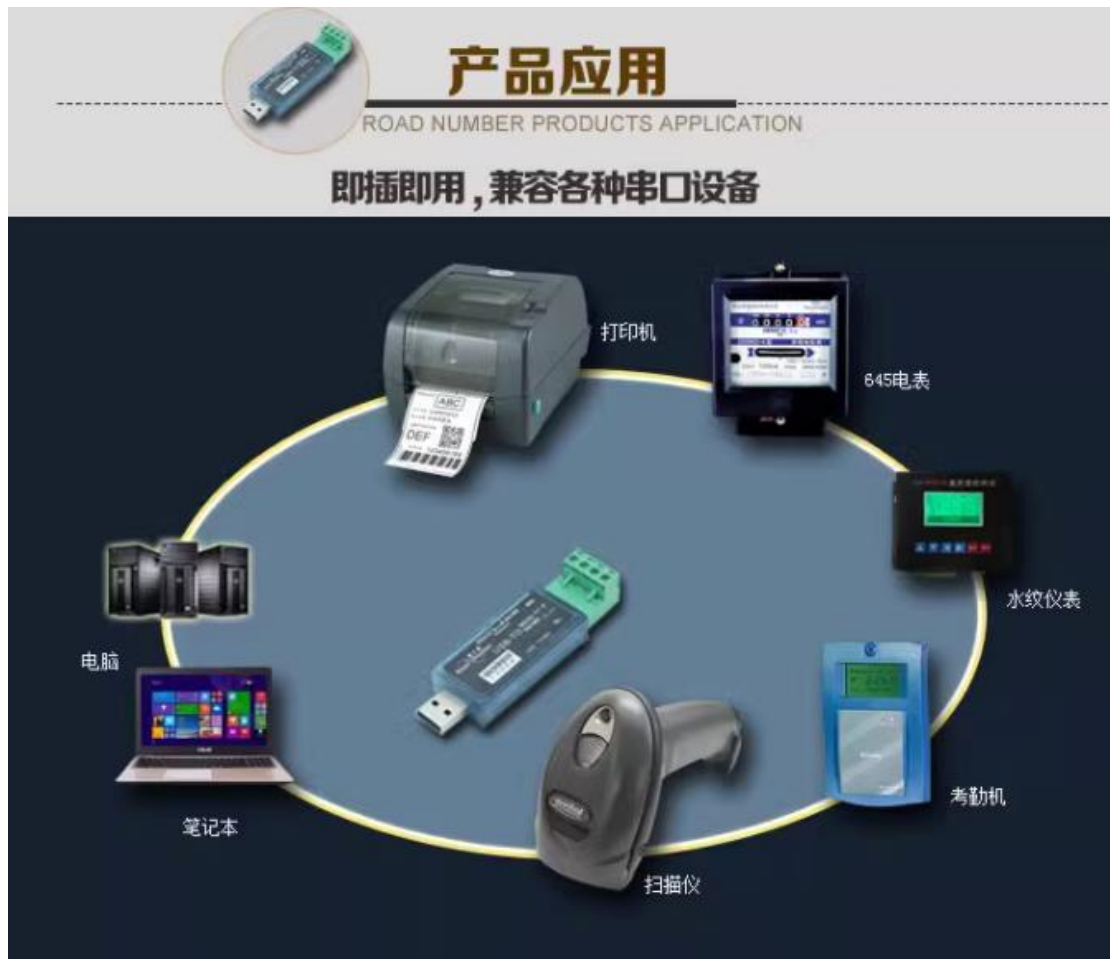 产品应用
ROAD NUMBER PRODUCTS APPLICATION
即插即用，兼容各种串口设备
打印机
ABC
DEF
645电表
水纹仪表
电脑
笔记本
考勤机
扫描仪